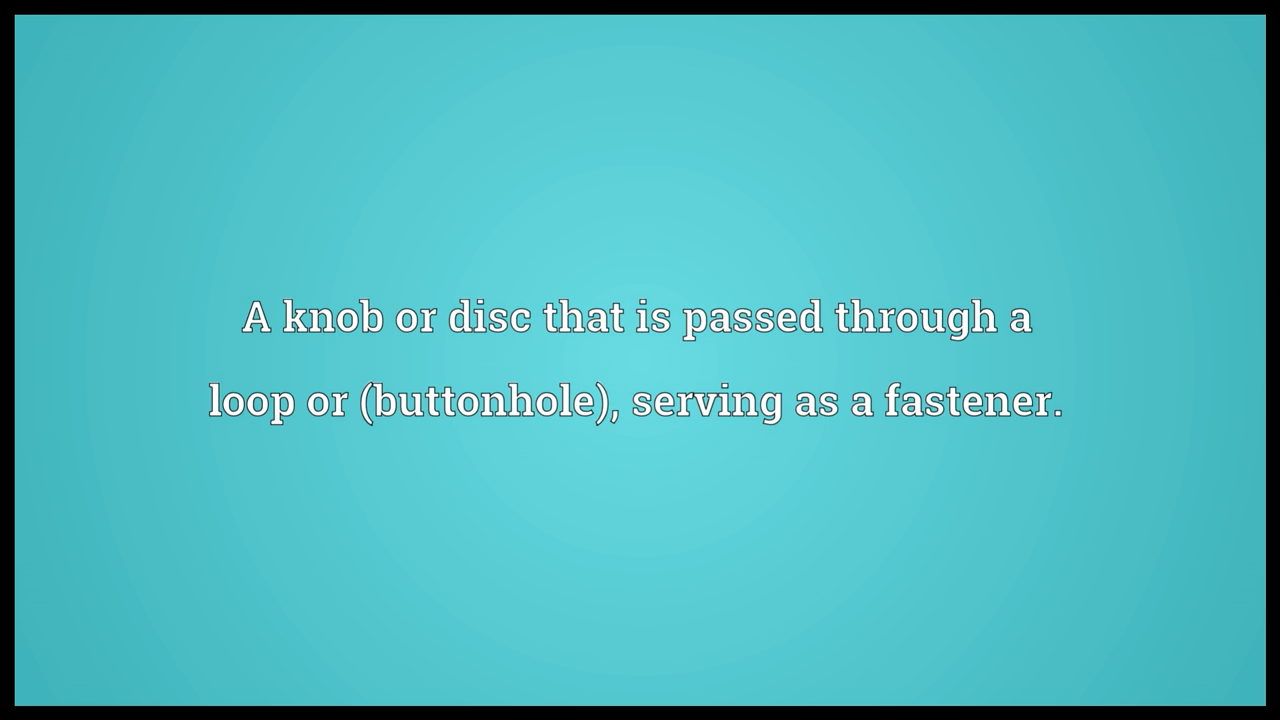 A knob or disc that is passed through a
loop or (buttonhole), serving as a fastener.